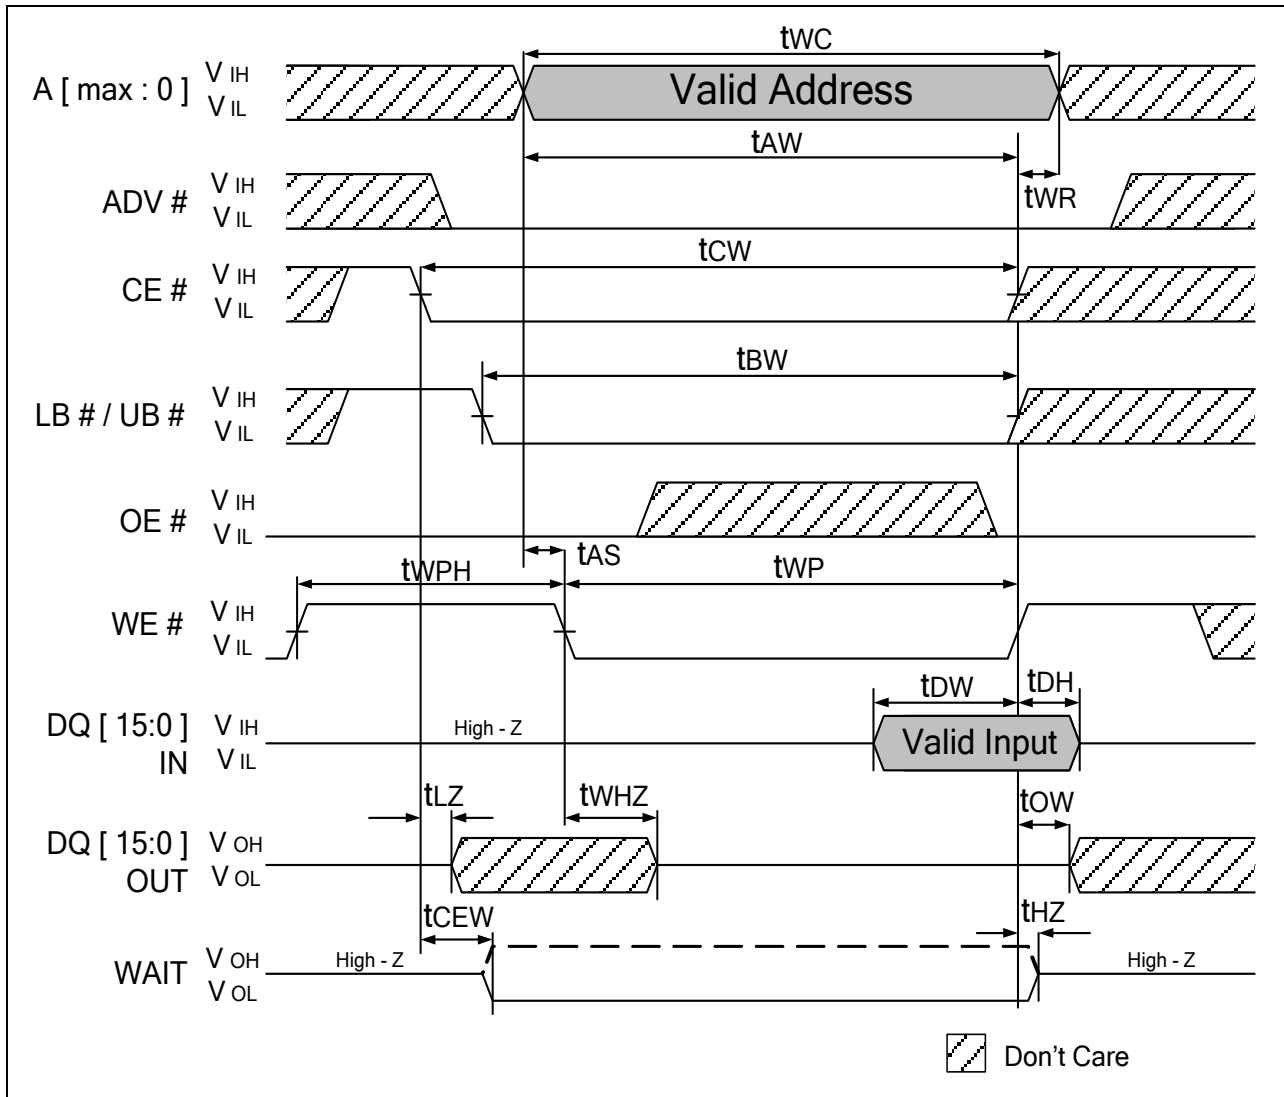 tWC
A [ max : 0 ] V IH
V IL
Valid Address
tAW
tWR
ADV # V IH
V IL
tCW
CE # V IH
V IL
tBW
LB # / UB # V IH
V IL
OE # V IH
V IL
tAS
tWPH
tWP
WE # V IH
V IL
tDW
tDH
DQ [ 15:0 ] V IH
IN V IL
High - Z
Valid Input
tLZ
tWHZ
tOW
DQ [ 15:0 ] V OH
OUT V OL
tCEW
tHZ
WAIT V OH
V OL
High - Z
High - Z
Don't Care